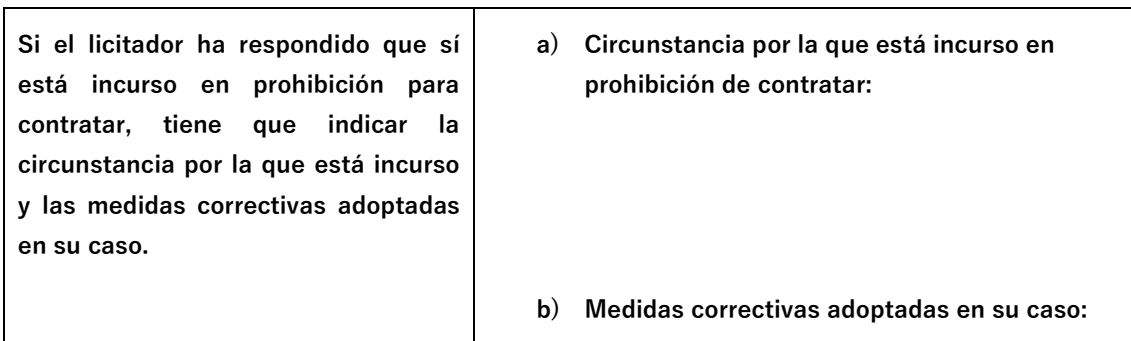 Si el licitador ha respondido que sí
está incurso en prohibición para
contratar, tiene que indicar la
circunstancia por la que está incurso
y las medidas correctivas adoptadas
en su caso.
a) Circunstancia por la que está incurso en
prohibición de contratar:
b) Medidas correctivas adoptadas en su caso: